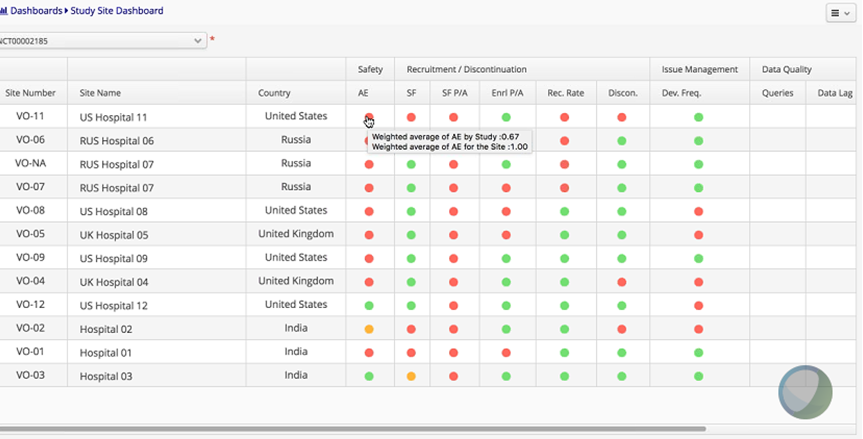 Dashboards Study Site Dashboard
NCT00002185 *
Safety Recruitment / Discontinuation Issue Management Data Quality
Site Number Site Name Country AE SF SF P/A Enrl P/A Rec. Rate Discon. Dev. Freq. Queries Data Lag
VO-11 US Hospital 11 United States
VO-06 RUS Hospital 06 Russia
Weighted average of AE by Study :0.67
Weighted average of AE for the Site :1.00
VO-NA RUS Hospital 07 Russia
VO-07 RUS Hospital 07 Russia
VO-08 US Hospital 08 United States
VO-05 UK Hospital 05 United Kingdom
VO-09 US Hospital 09 United States
VO-04 UK Hospital 04 United Kingdom
VO-12 US Hospital 12 United States
VO-02 Hospital 02 India
VO-01 Hospital 01 India
VO-03 Hospital 03 India